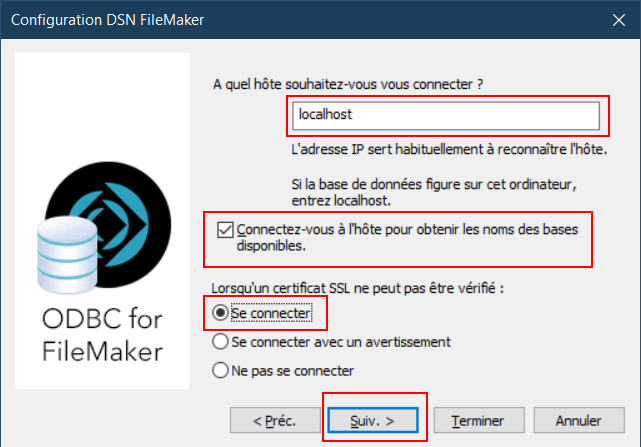 Configuration DSN FileMaker
A quel hôte souhaitez-vous vous connecter ?
localhost
L'adresse IP sert habituellement à reconnaître l'hôte.
Si la base de données figure sur cet ordinateur,
entrez localhost.
Connectez-vous à l'hôte pour obtenir les noms des bases
disponibles.
Lorsqu'un certificat SSL ne peut pas être vérifié :
Se connecter
Se connecter avec un avertissement
Ne pas se connecter
ODBC for
FileMaker
< Préc.
Suiv. >
Terminer
Annuler